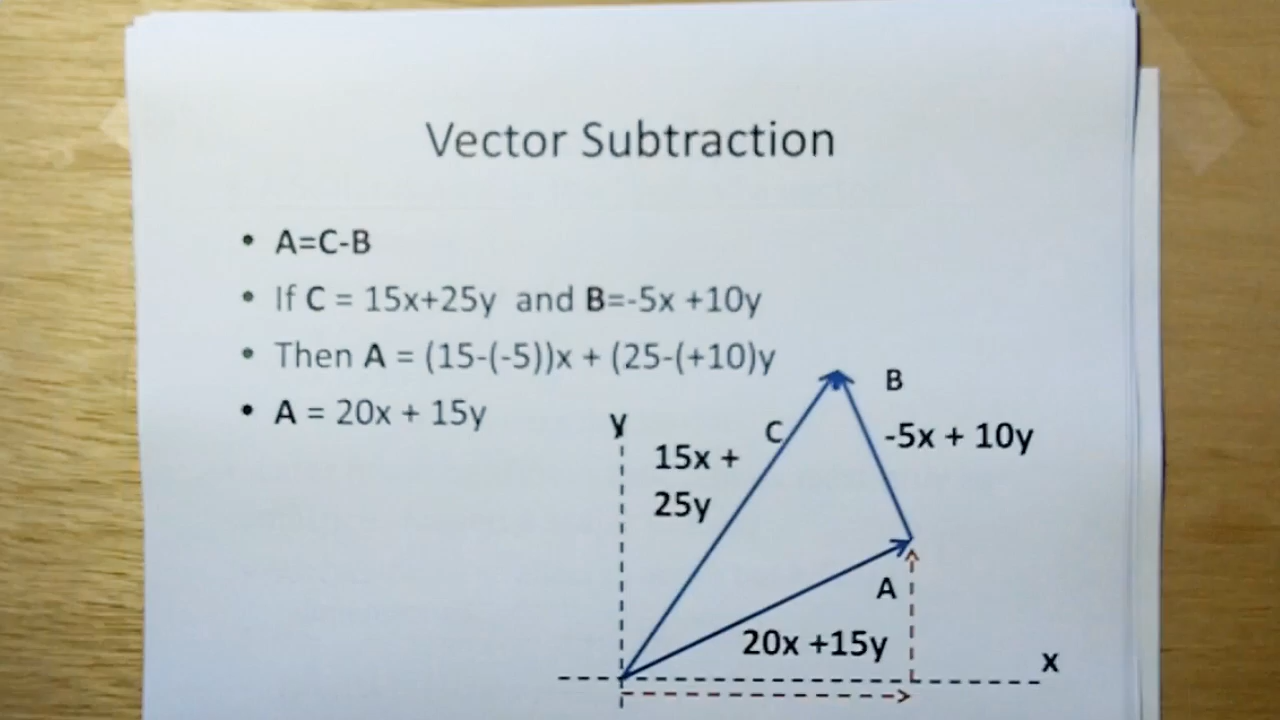 Vector Subtraction
• A=C-B
• If C = 15x+25y and B=-5x +10y
• Then A = (15-(-5))x + (25-(+10)y
• A = 20x + 15y
y
C
15x +
25y
B
-5x + 10y
A
20x +15y
x